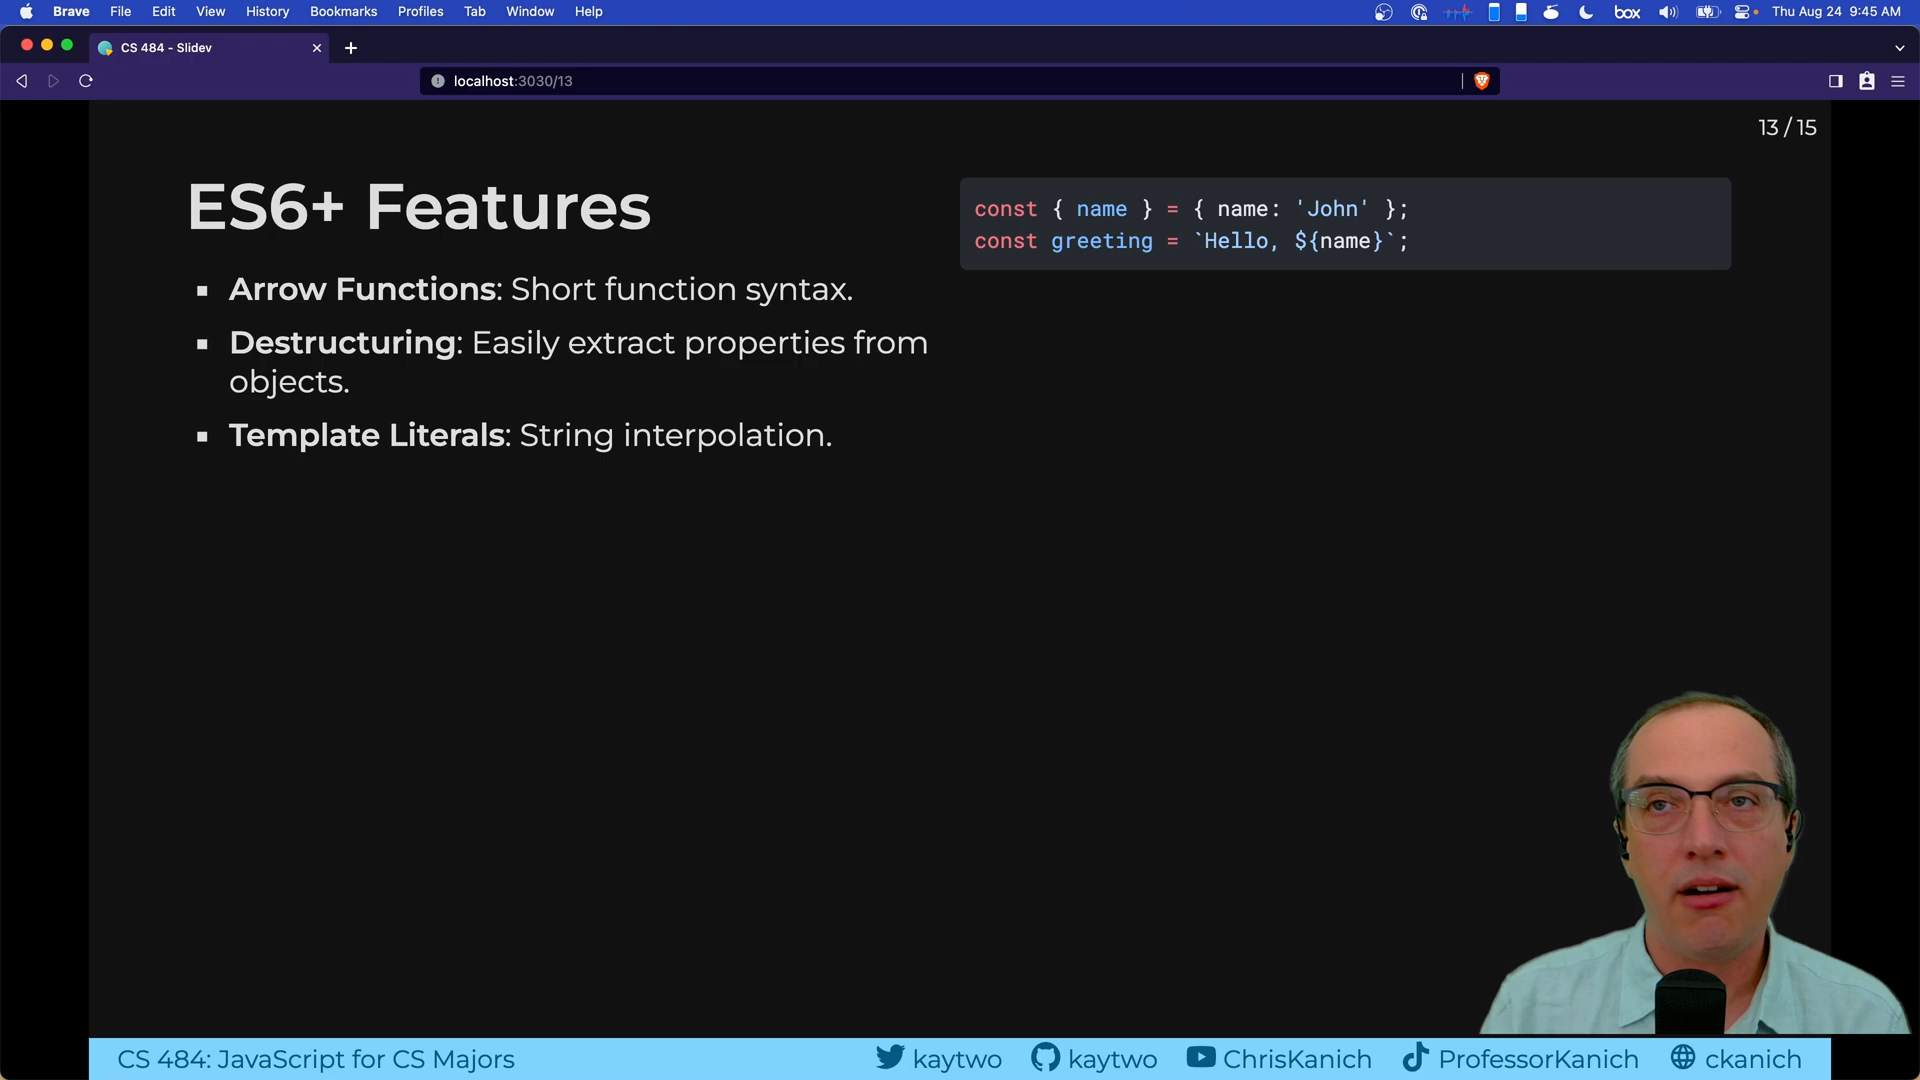 Brave File Edit View History Bookmarks Profiles Tab Window Help box Thu Aug 24 9:45 AM
CS 484 - Slidev
localhost:3030/13
13 / 15
ES6+ Features
▪ Arrow Functions: Short function syntax.
▪ Destructuring: Easily extract properties from
objects.
▪ Template Literals: String interpolation.
const { name } = { name: 'John' };
const greeting = `Hello, ${name}`;
CS 484: JavaScript for CS Majors kaytwo kaytwo ChrisKanich ProfessorKanich ckanich